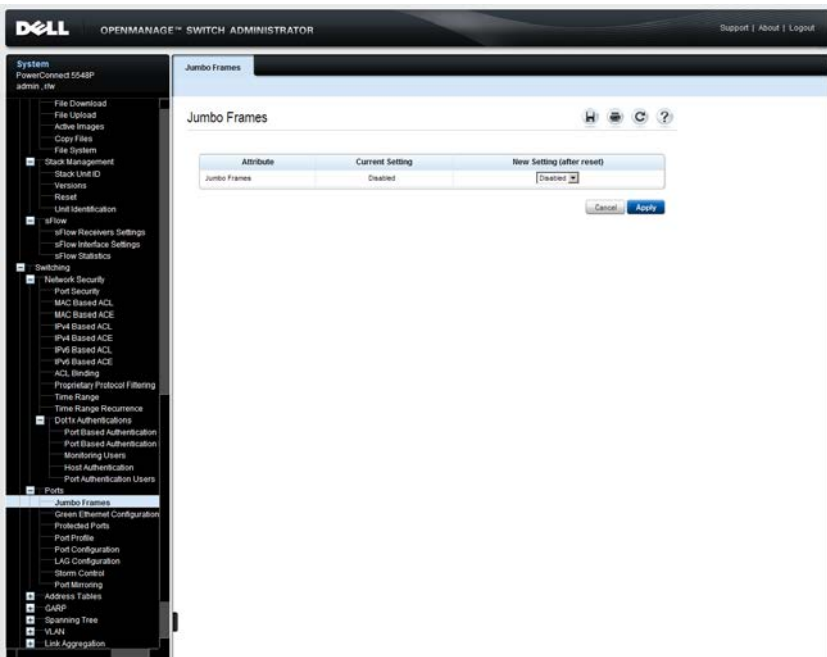 DELL OPENMANAGE™ SWITCH ADMINISTRATOR
Support | About | Logout
System
PowerConnect 5548P
admin , r/w
File Download
File Upload
Active Images
Copy Files
File System
Stack Management
Stack Unit ID
Versions
Reset
Unit Identification
sFlow
sFlow Receivers Settings
sFlow Interface Settings
sFlow Statistics
Switching
Network Security
Port Security
MAC Based ACL
MAC Based ACE
IPv4 Based ACL
IPv4 Based ACE
IPv6 Based ACL
IPv6 Based ACE
ACL Binding
Proprietary Protocol Filtering
Time Range
Time Range Recurrence
Dot1x Authentications
Port Based Authentication
Port Based Authentication
Monitoring Users
Host Authentication
Port Authentication Users
Ports
Jumbo Frames
Green Ethernet Configuration
Protected Ports
Port Profile
Port Configuration
LAG Configuration
Storm Control
Port Mirroring
Address Tables
GARP
Spanning Tree
VLAN
Link Aggregation
Jumbo Frames
Jumbo Frames
Attribute Current Setting New Setting (after reset)
Jumbo Frames Disabled Disabled
Cancel Apply